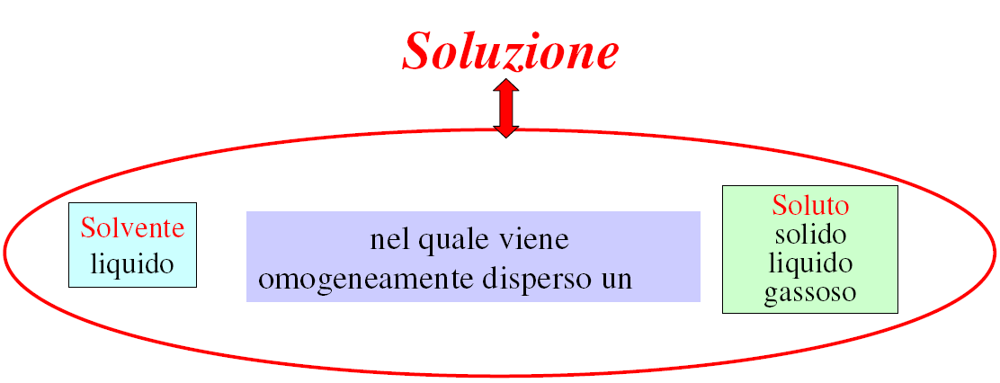 Soluzione
Solvente
liquido
nel quale viene
omogeneamente disperso un
Soluto
solido
liquido
gassoso